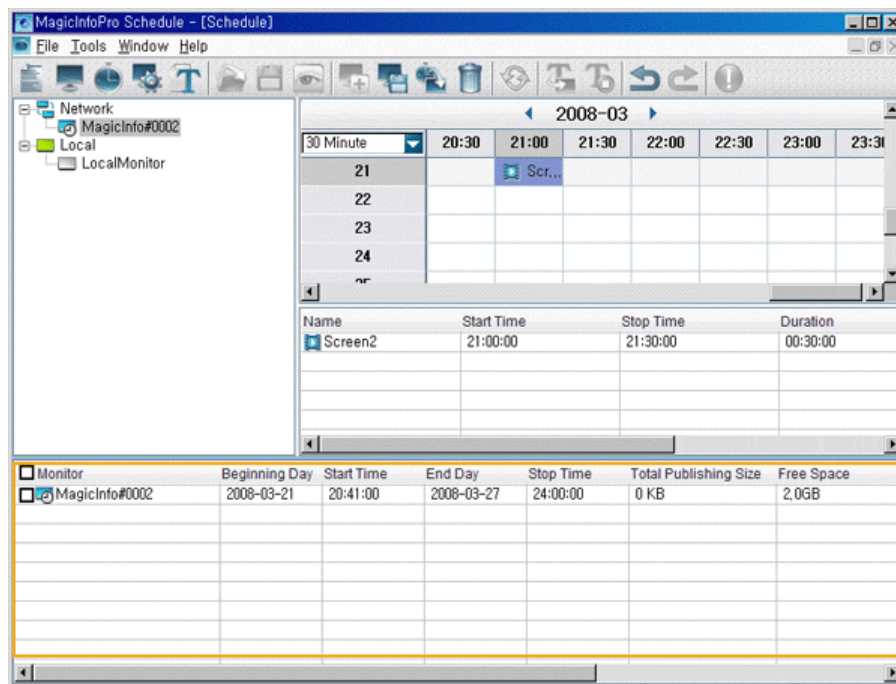 MagicInfoPro Schedule - [Schedule]
File Tools Window Help
Network
MagicInfo#0002
Local
LocalMonitor
2008-03
30 Minute 20:30 21:00 21:30 22:00 22:30 23:00 23:3
21 Scr...
22
23
24
Name Start Time Stop Time Duration
Screen2 21:00:00 21:30:00 00:30:00
Monitor Beginning Day Start Time End Day Stop Time Total Publishing Size Free Space
MagicInfo#0002 2008-03-21 20:41:00 2008-03-27 24:00:00 0 KB 2,0GB